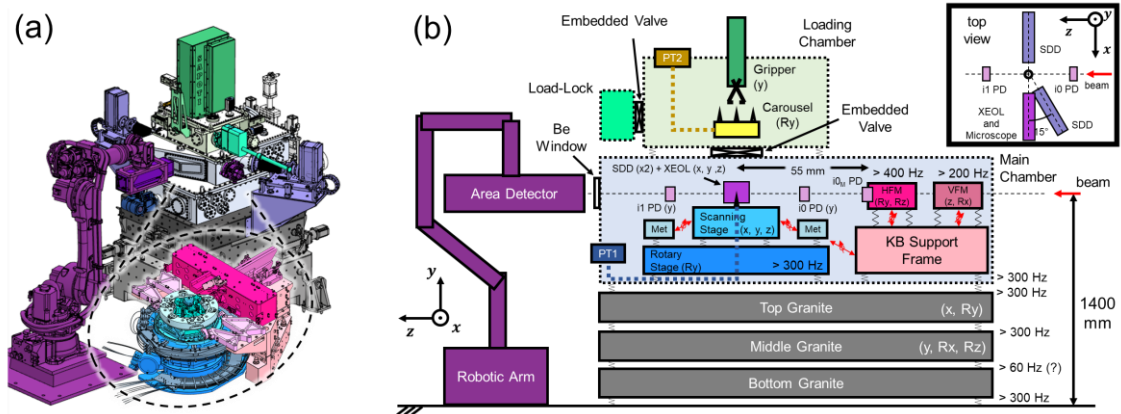 (a)
SAPOTI
(b)
Embedded Valve
Loading
Chamber
PT2
Gripper
(y)
Load-Lock
Carousel
(Ry)
Embedded
Valve
Be
Window
top
view
SDD
z
y
x
i1 PD
i0 PD
beam
XEOL
and
Microscope
15°
SDD
SDD (x2) + XEOL (x, y ,z)
55 mm
> 400 Hz
> 200 Hz
Main
Chamber
i0M PD
HFM
(Ry, Rz)
VFM
(z, Rx)
beam
Area Detector
i1 PD (y)
i0 PD (y)
Met
Scanning
Stage
(x, y, z)
Met
KB Support
Frame
PT1
Rotary
Stage (Ry)
> 300 Hz
> 300 Hz
> 300 Hz
y
z
x
Top Granite
(x, Ry)
1400
mm
> 300 Hz
Middle Granite
(y, Rx, Rz)
> 60 Hz (?)
Robotic Arm
Bottom Granite
> 300 Hz